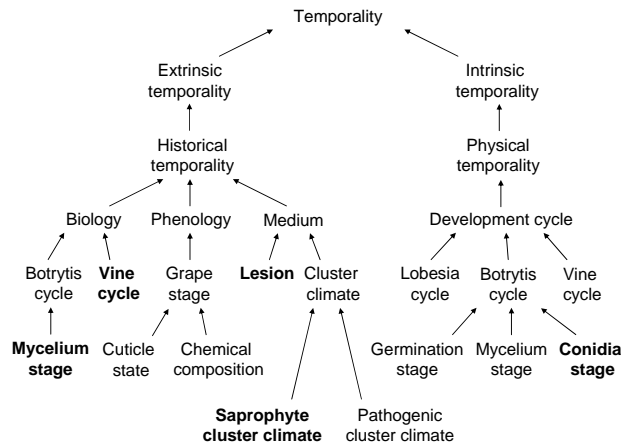 Temporality
Extrinsic
temporality
Intrinsic
temporality
Historical
temporality
Physical
temporality
Biology
Phenology
Medium
Development cycle
Botrytis
cycle
Vine
cycle
Grape
stage
Lesion
Cluster
climate
Lobesia
cycle
Botrytis
cycle
Vine
cycle
Mycelium
stage
Cuticle
state
Chemical
composition
Germination
stage
Mycelium
stage
Conidia
stage
Saprophyte
cluster climate
Pathogenic
cluster climate